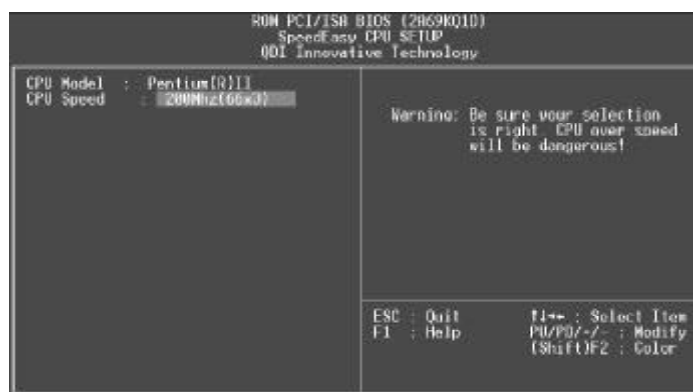 ROM PCI/ISA BIOS (2A69KQ1D)
SpeedEasy CPU SETUP
QDI Innovative Technology
CPU Model : Pentium(R)II
CPU Speed : 200Mhz(66x3)
Warning: Be sure your selection
is right. CPU over speed
will be dangerous!
ESC : Quit
↑↓→← : Select Item
F1 : Help
PU/PD/+/- : Modify
(Shift)F2 : Color